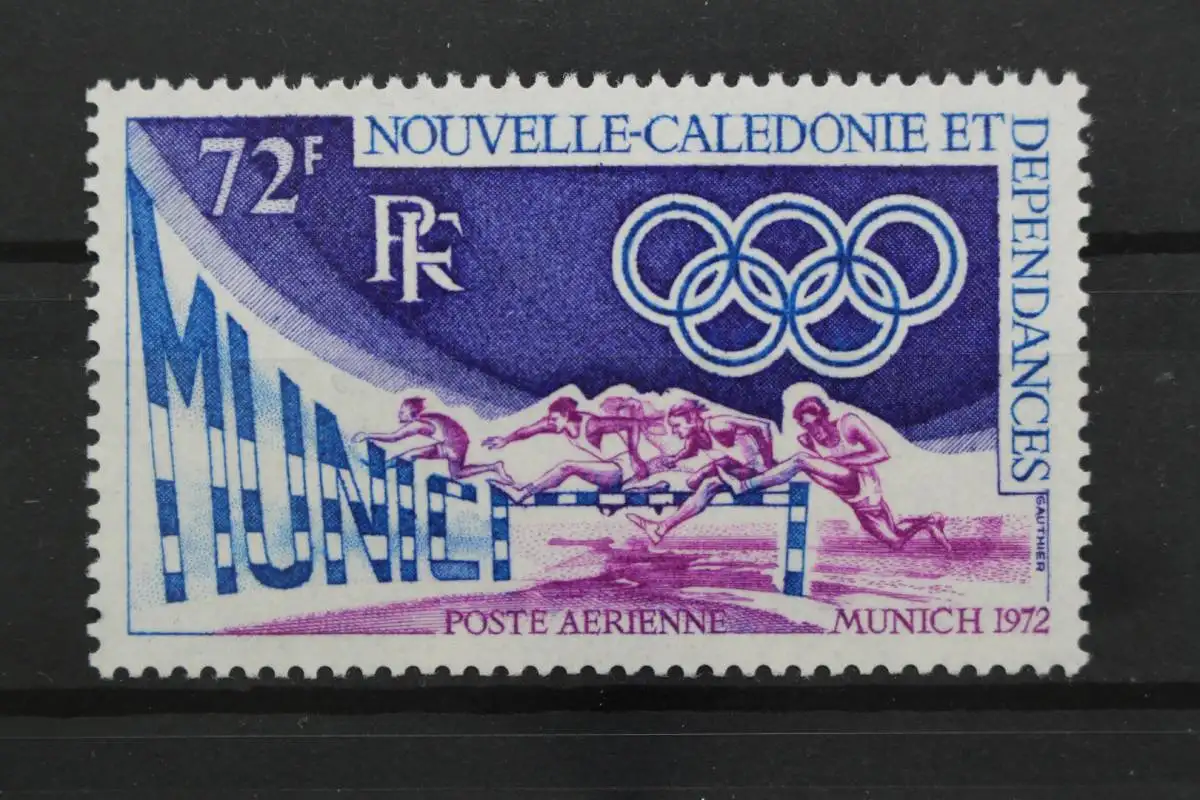 72F
NOUVELLE-CALEDONIE ET
DEPENDANCES
RF
MUNICH
GAUTHIER
POSTE AERIENNE
MUNICH 1972